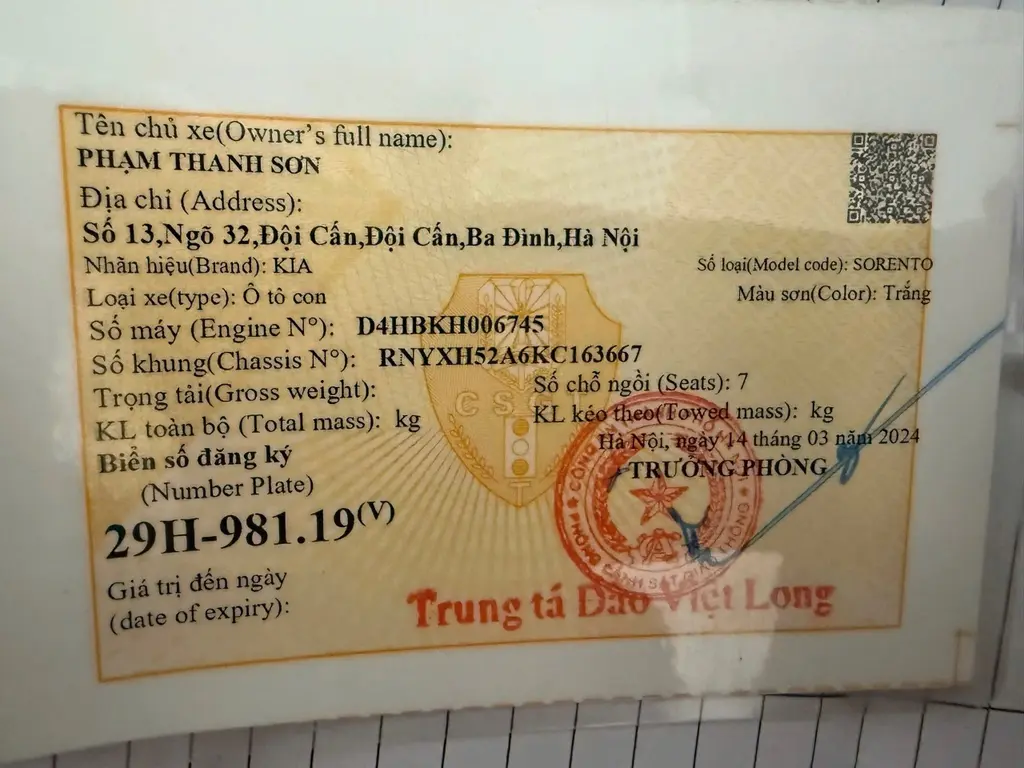 Tên chủ xe(Owner's full name):
PHẠM THANH SƠN
Địa chỉ (Address):
Số 13,Ngõ 32,Đội Cấn,Đội Cấn,Ba Đình,Hà Nội
Nhãn hiệu(Brand): KIA
Số loại(Model code): SORENTO
Loại xe(type): Ô tô con
Màu sơn(Color): Trắng
Số máy (Engine N°): D4HBKH006745
Số khung(Chassis N°): RNYXH52A6KC163667
Trọng tải(Gross weight):
Số chỗ ngồi (Seats): 7
KL toàn bộ (Total mass): kg
KL kéo theo(Towed mass): kg
CSGT
Hà Nội, ngày 14 tháng 03 năm 2024
Biển số đăng ký
TRƯỞNG PHÒNG
(Number Plate)
29H-981.19(V)
Giá trị đến ngày
(date of expiry):
Trung tá Đào Việt Long